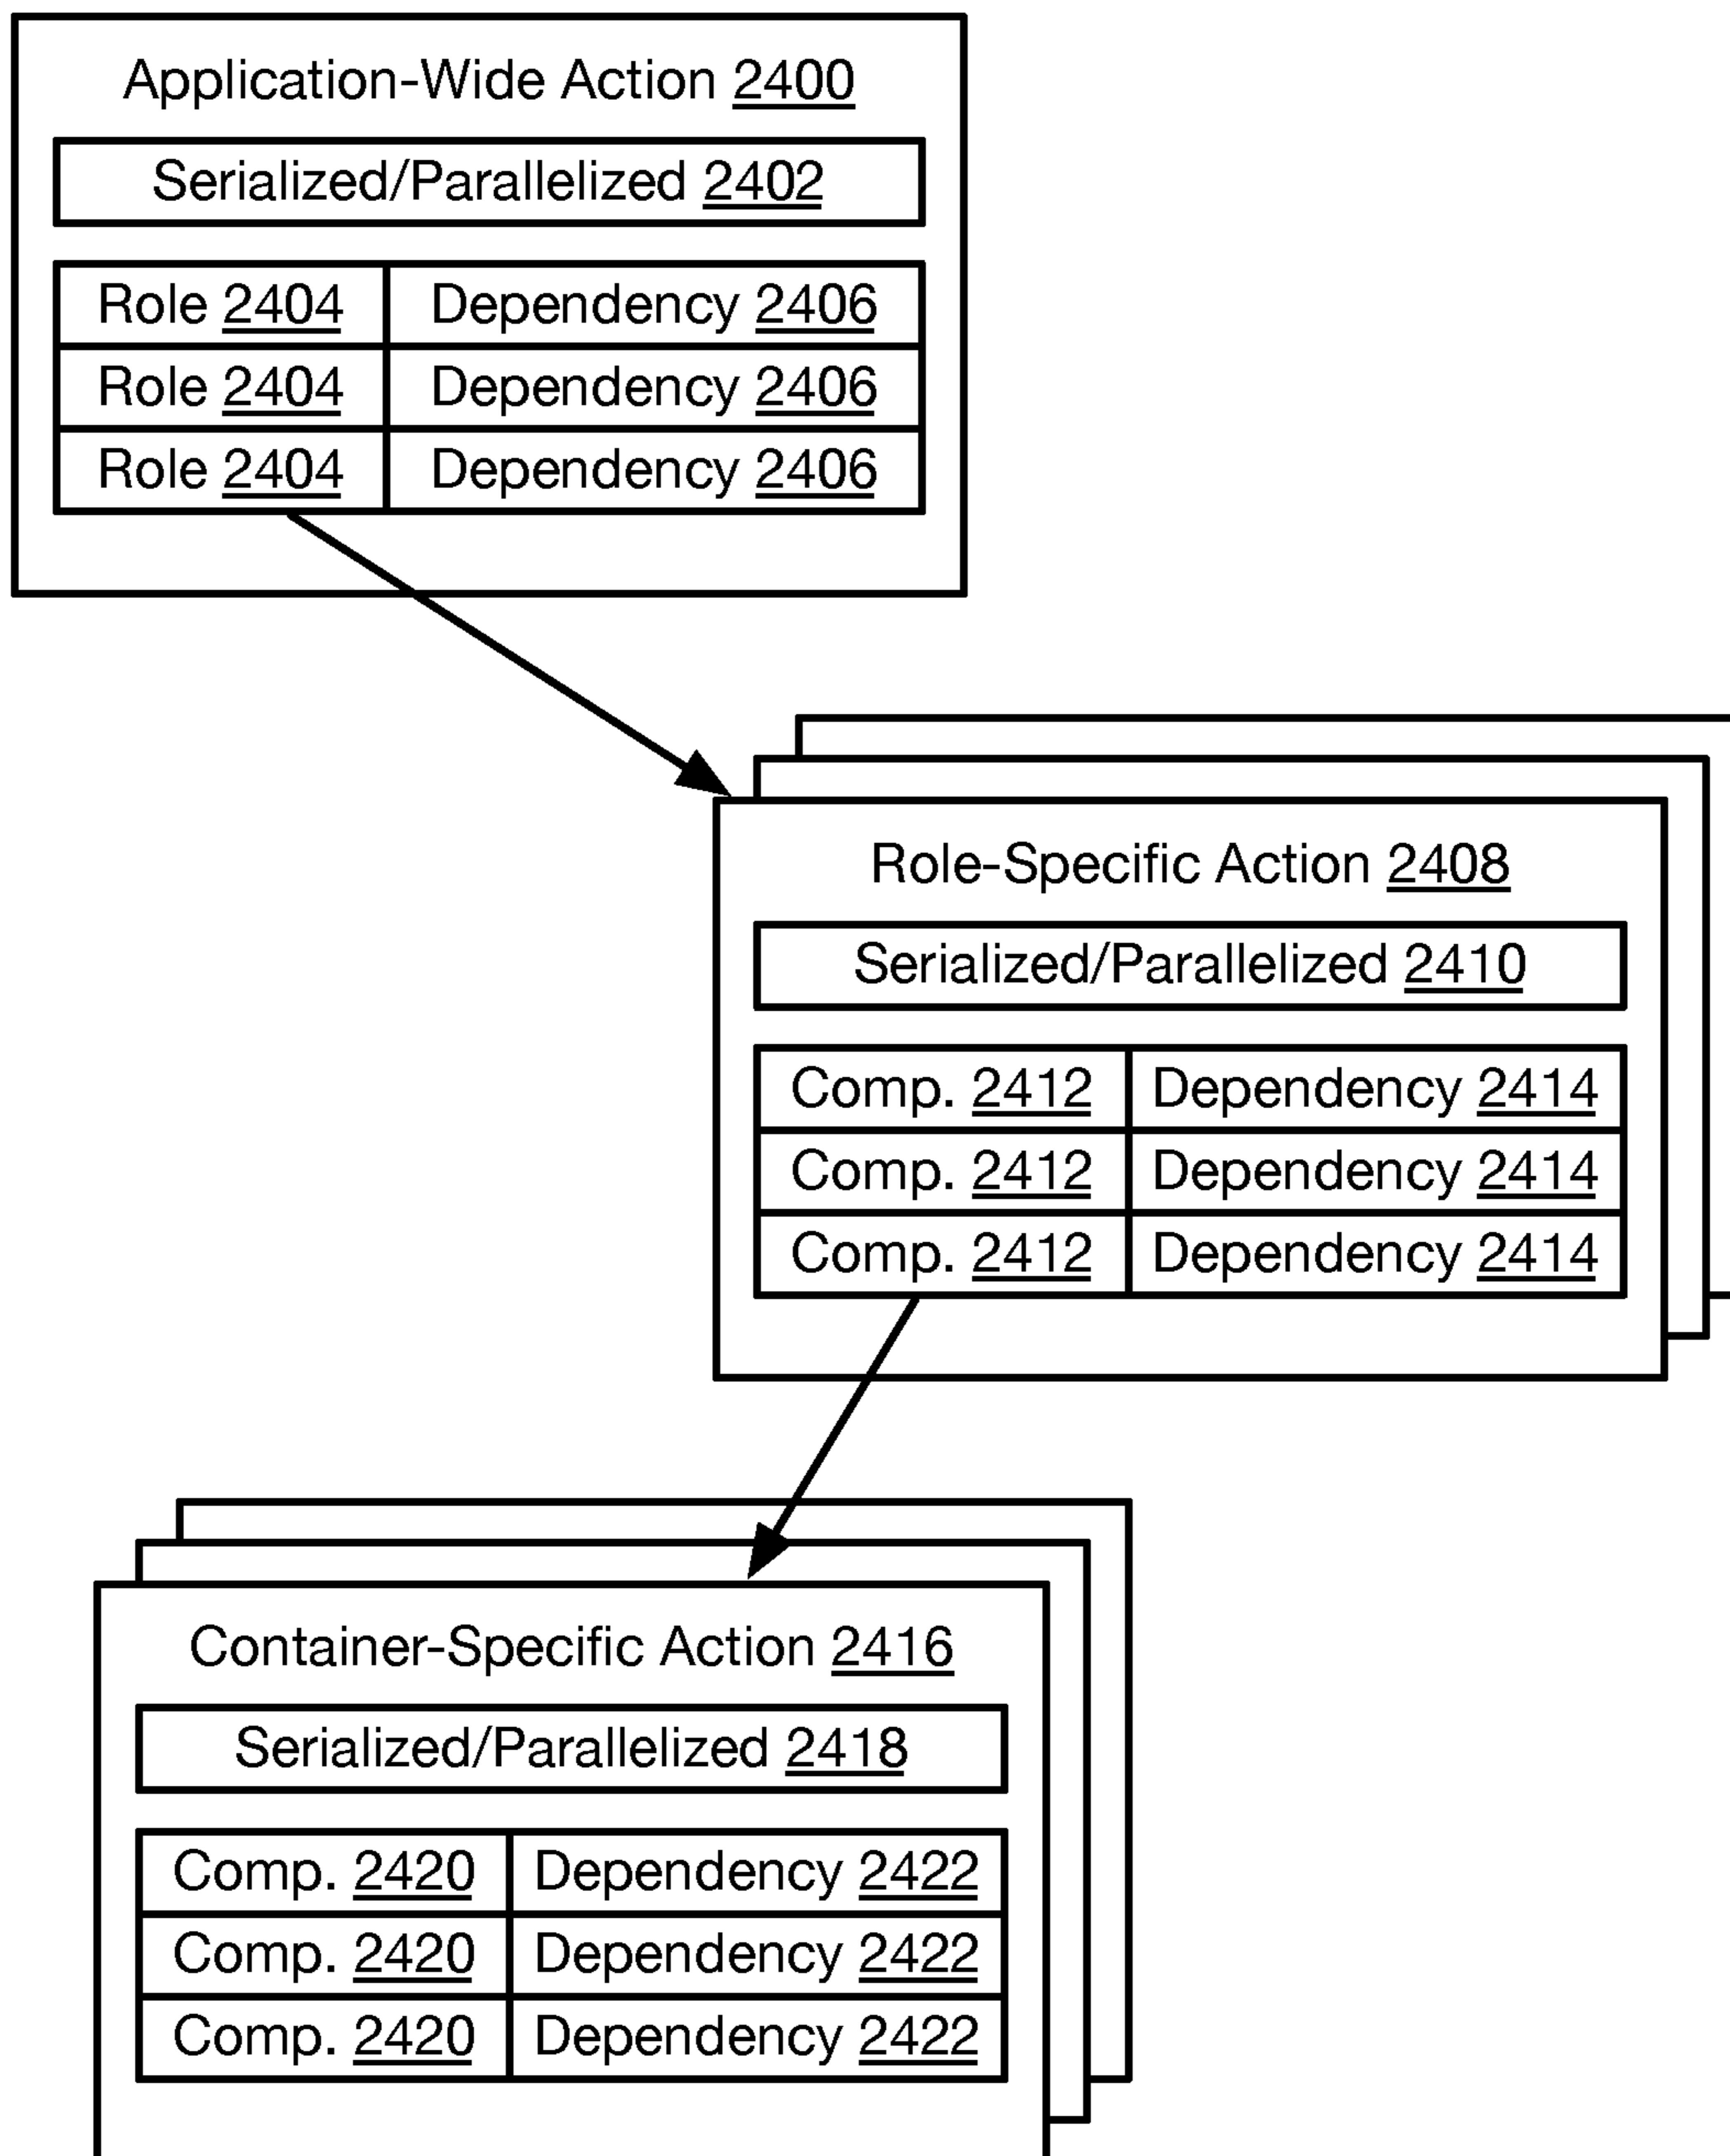 Application-Wide Action 2400
Serialized/Parallelized 2402
Role 2404 Dependency 2406
Role 2404 Dependency 2406
Role 2404 Dependency 2406
Role-Specific Action 2408
Serialized/Parallelized 2410
Comp. 2412 Dependency 2414
Comp. 2412 Dependency 2414
Comp. 2412 Dependency 2414
Container-Specific Action 2416
Serialized/Parallelized 2418
Comp. 2420 Dependency 2422
Comp. 2420 Dependency 2422
Comp. 2420 Dependency 2422